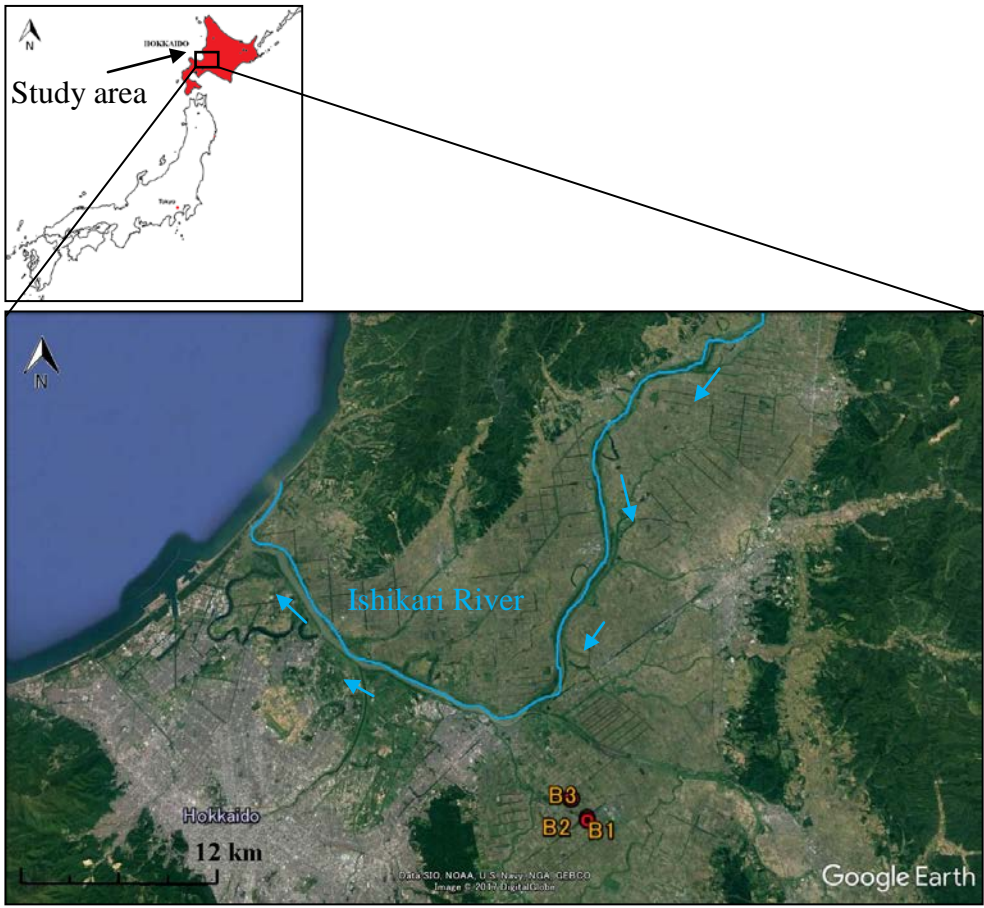 N
HOKKAIDO
Study area
Tokyo
N
Ishikari River
B3
B2
B1
Hokkaido
12 km
Data SIO, NOAA, U.S. Navy, NGA, GEBCO
Image © 2017 DigitalGlobe
Google Earth